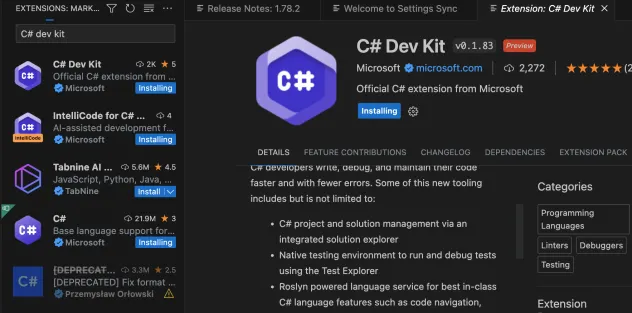 EXTENSIONS: MARK...
C# dev kit
C# Dev Kit 2K ★ 5
Official C# extension from ...
Microsoft Installing
IntelliCode for C# ... 4
AI-assisted development f...
IntelliCode
Microsoft Installing
Tabnine AI ... 5.6M ★ 4.5
JavaScript, Python, Java, ...
TabNine Install
C# 21.9M ★ 3
Base language support for...
Microsoft Installing
[DEPRECAT... 3.3M ★ 2.5
[DEPRECATED] Fix format ...
Przemysław Orłowski
Release Notes: 1.78.2
Welcome to Settings Sync
Extension: C# Dev Kit
C# Dev Kit v0.1.83 Preview
Microsoft microsoft.com 2,272 ★★★★★(2
Official C# extension from Microsoft
Installing
DETAILS FEATURE CONTRIBUTIONS CHANGELOG DEPENDENCIES EXTENSION PACK
C# developers write, debug, and maintain their code
faster and with fewer errors. Some of this new tooling
includes but is not limited to:
• C# project and solution management via an
integrated solution explorer
• Native testing environment to run and debug tests
using the Test Explorer
• Roslyn powered language service for best in-class
C# language features such as code navigation,
Categories
Programming
Languages
Linters Debuggers
Testing
Extension